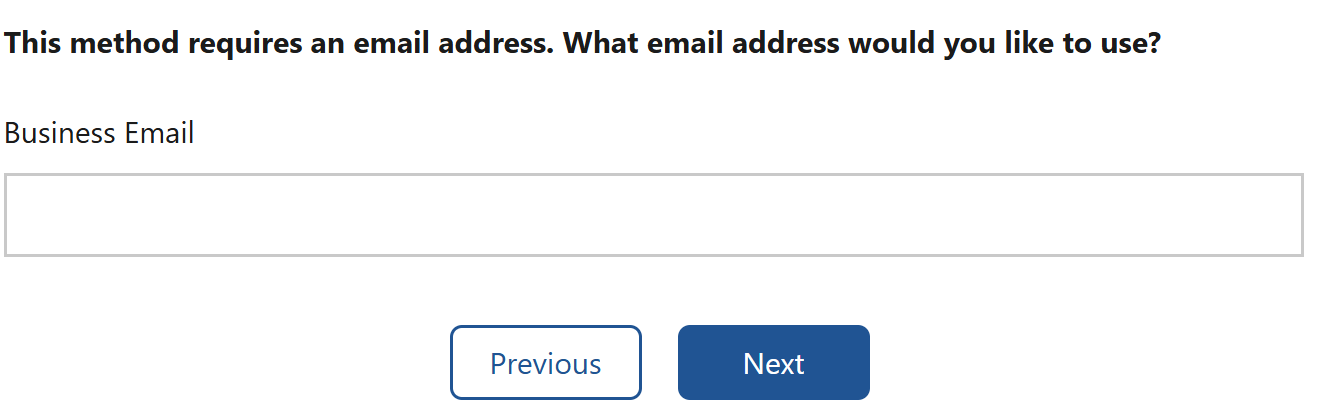 This method requires an email address. What email address would you like to use?
Business Email
Previous
Next